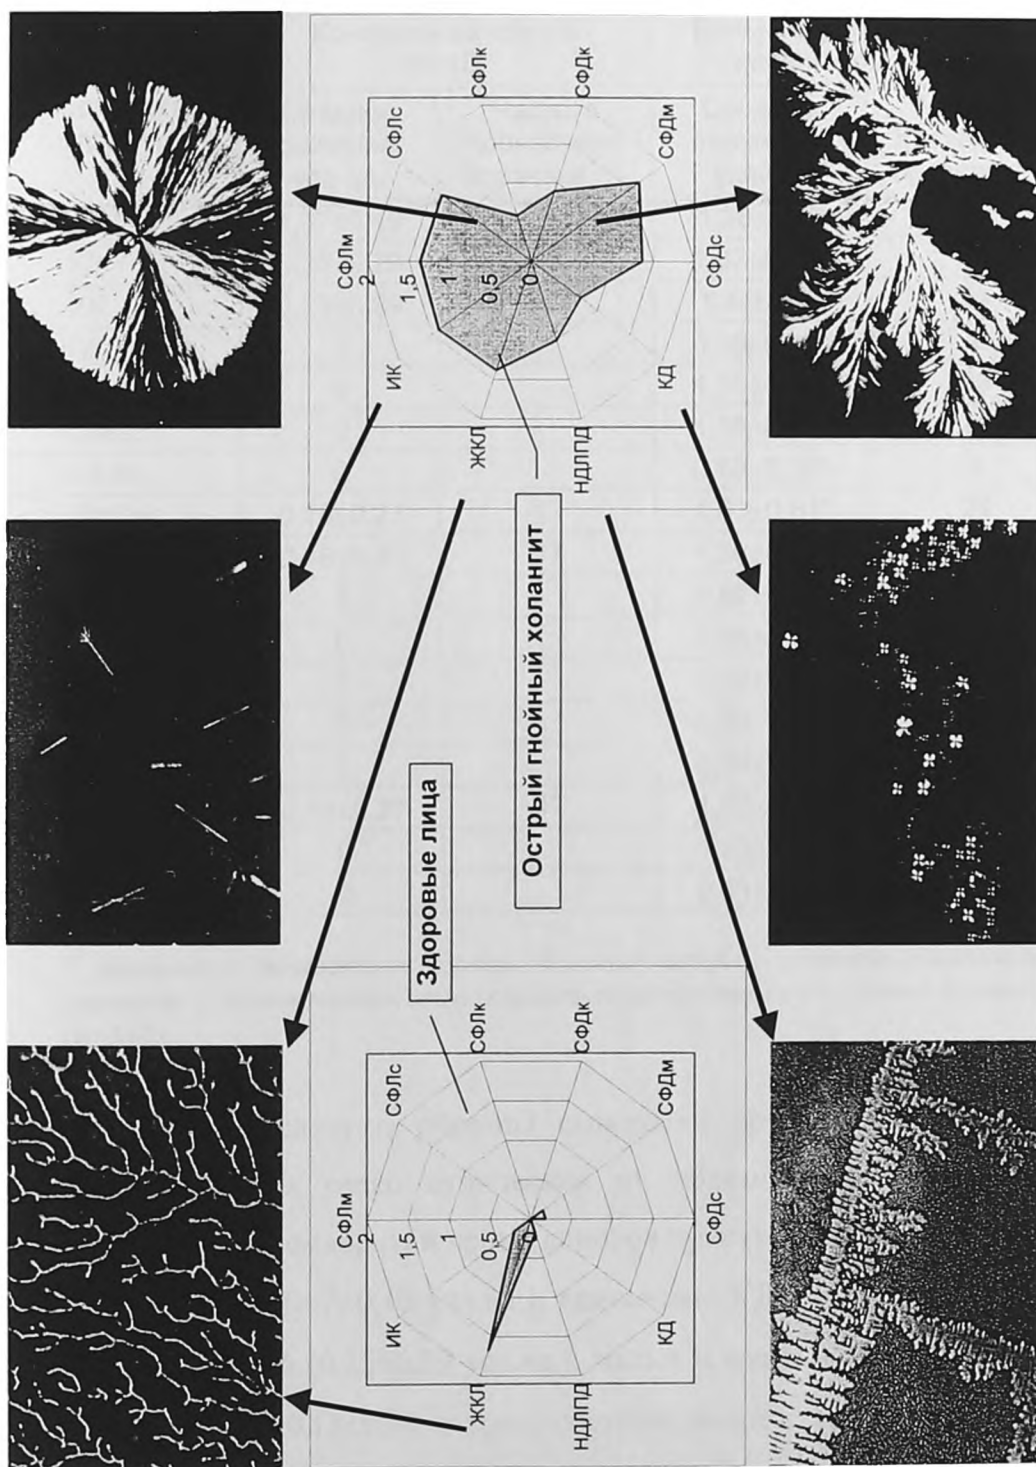 Здоровые лица
СФЛм
СФЛс
СФЛк
СФДк
СФДм
СФДс
КД
НДЛПД
ЖКЛ
ИК
2
1,5
1
0,5
0
Острый гнойный холангит
СФЛм
СФЛс
СФЛк
СФДк
СФДм
СФДс
КД
НДЛПД
ЖКЛ
ИК
2
1,5
1
0,5
0